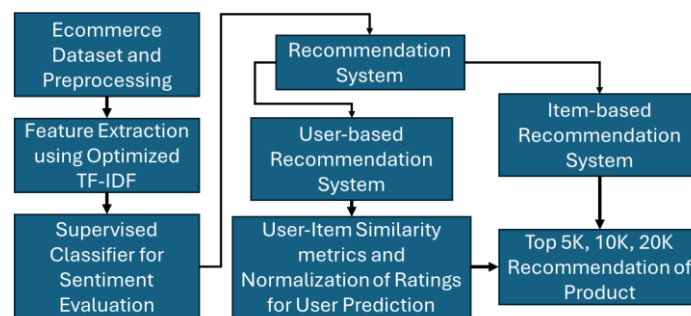 Ecommerce
Dataset and
Preprocessing
Feature Extraction
using Optimized
TF-IDF
Supervised
Classifier for
Sentiment
Evaluation
Recommendation
System
User-based
Recommendation
System
User-Item Similarity
metrics and
Normalization of Ratings
for User Prediction
Item-based
Recommendation
System
Top 5K, 10K, 20K
Recommendation of
Product